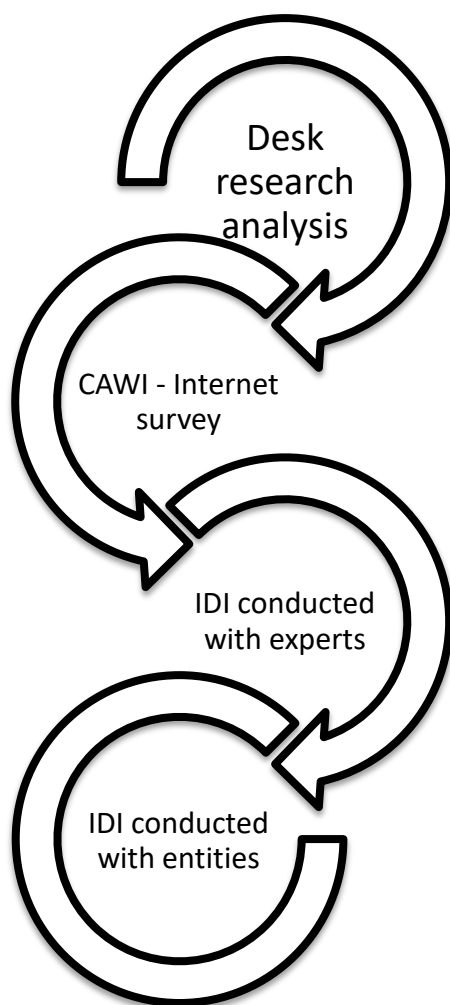 Desk
research
analysis
CAWI - Internet
survey
IDI conducted
with experts
IDI conducted
with entities